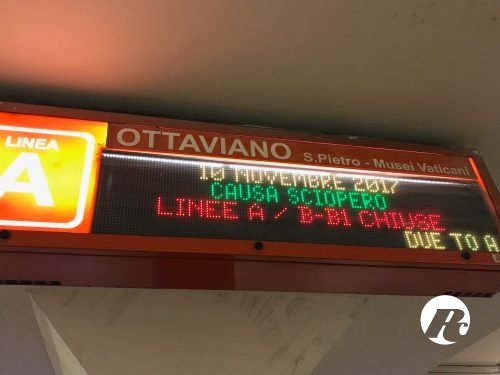 LINEA
A
OTTAVIANO S.Pietro - Musei Vaticani
10 NOVEMBRE 2017
CAUSA SCIOPERO
LINEE A / B-B1 CHIUSE
DUE TO A
R